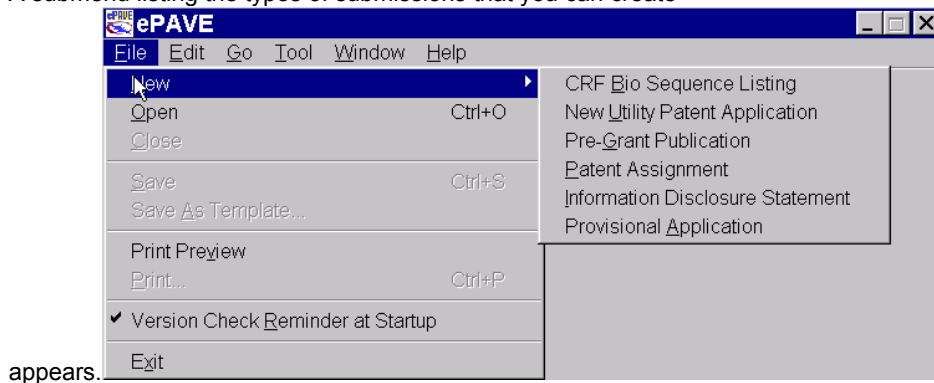 A submenu listing the types of submissions that you can create
ePAVE
File Edit Go Tool Window Help
New
Open Ctrl+O
Close
Save Ctrl+S
Save As Template...
Print Preview
Print... Ctrl+P
Version Check Reminder at Startup
Exit
CRF Bio Sequence Listing
New Utility Patent Application
Pre-Grant Publication
Patent Assignment
Information Disclosure Statement
Provisional Application
appears.